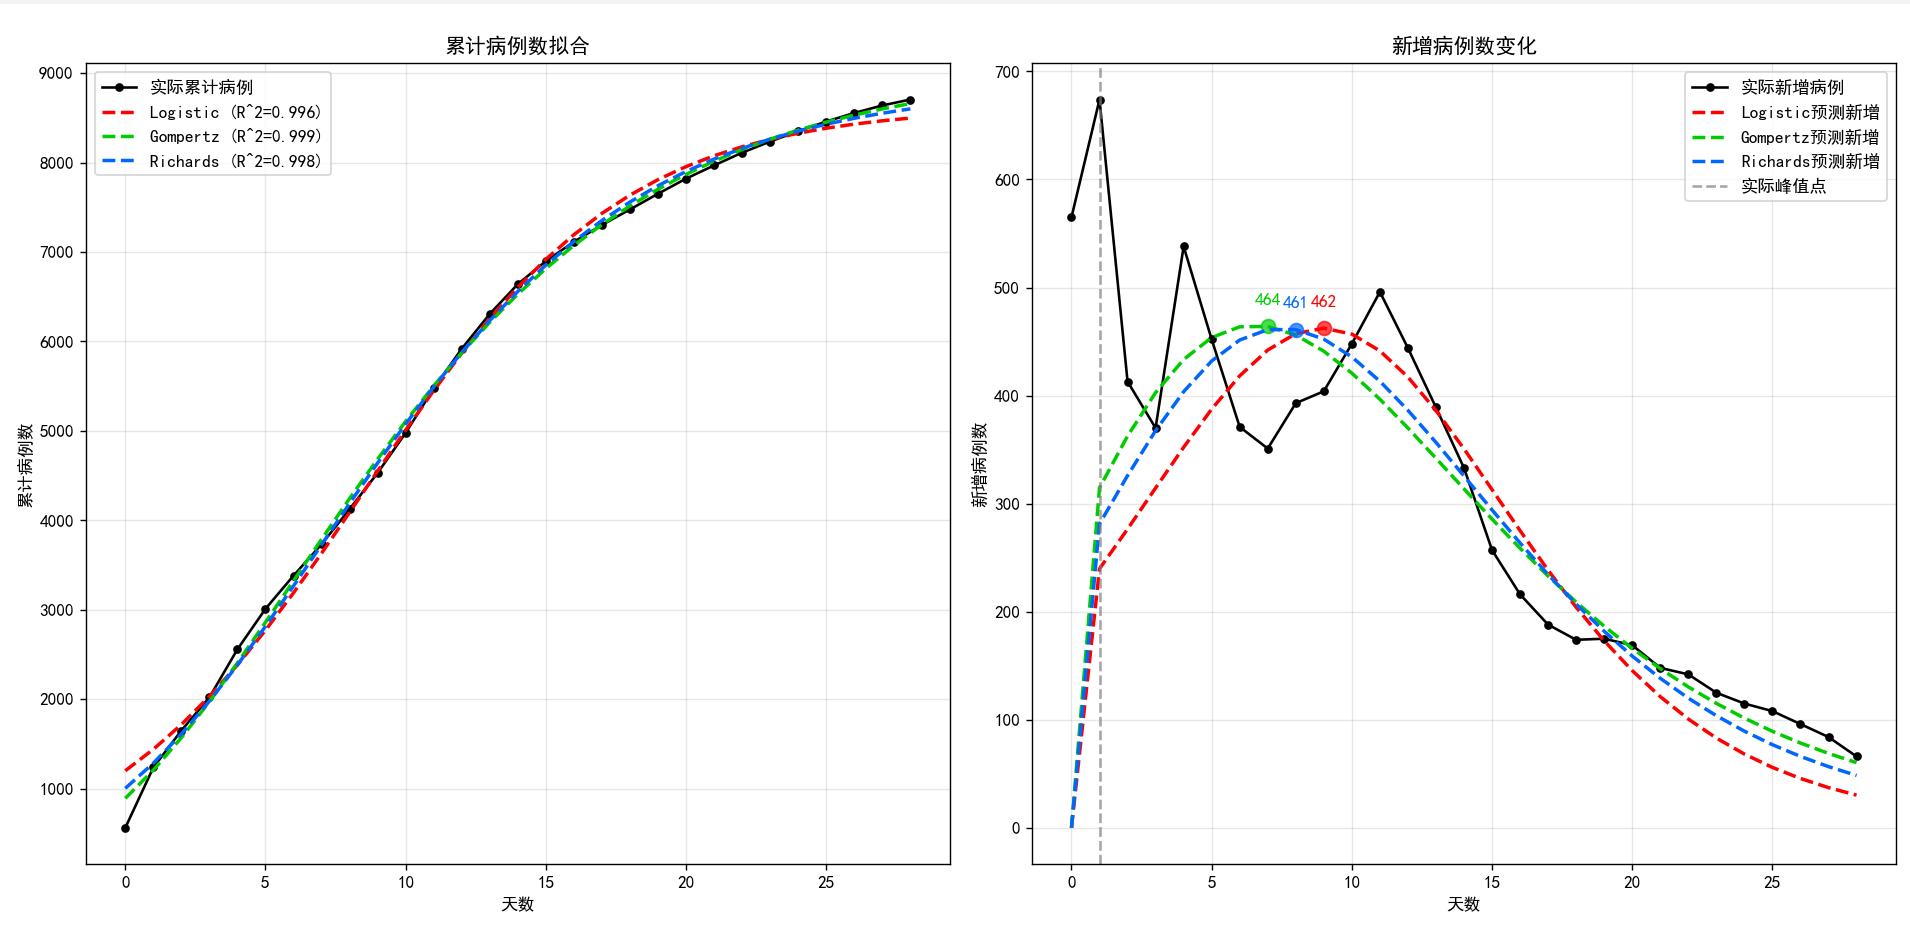 累计病例数拟合
9000
8000
7000
6000
5000
4000
3000
2000
1000
累计病例数
实际累计病例
Logistic (R^2=0.996)
Gompertz (R^2=0.999)
Richards (R^2=0.998)
0 5 10 15 20 25
天数
新增病例数变化
700
600
500
400
300
200
100
0
新增病例数
实际新增病例
Logistic预测新增
Gompertz预测新增
Richards预测新增
实际峰值点
464 461 462
0 5 10 15 20 25
天数